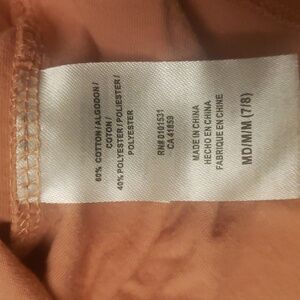 60% COTTON/ALGODON/
COTON/
40% POLYESTER/POLIESTER/
POLYESTER
RN# 0101531
CA 41859
MADE IN CHINA
HECHO EN CHINA
FABRIQUE EN CHINE
MD/M/M (7/8)